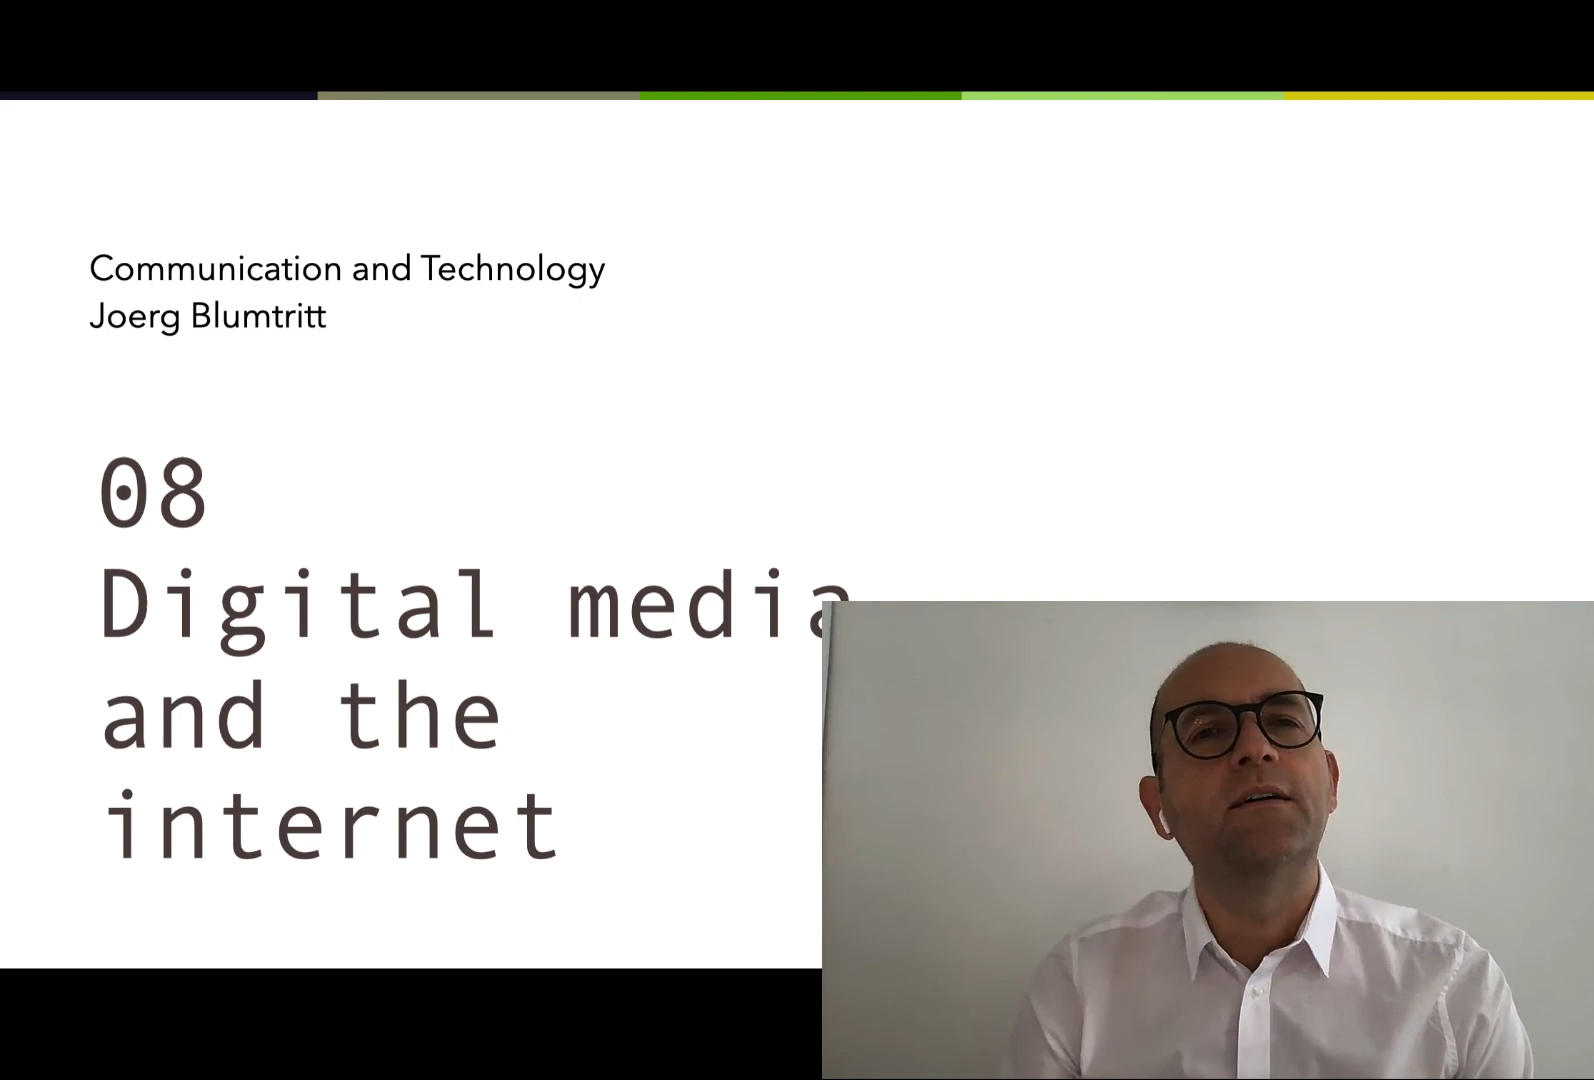 Communication and Technology
Joerg Blumtritt
08
Digital media
and the
internet